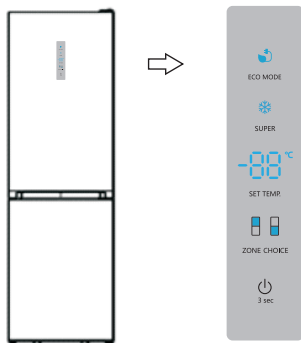 ECO MODE
SUPER
-88 °C
SET TEMP.
ZONE CHOICE
3 sec